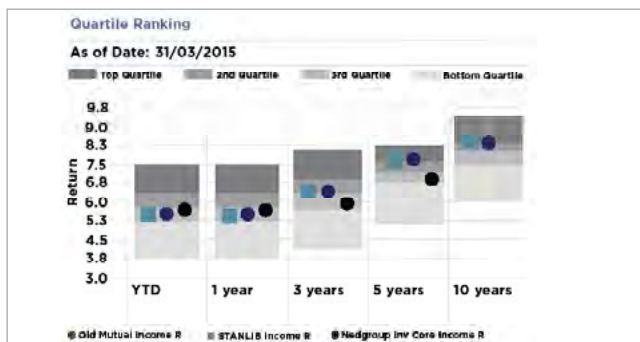 Quartile Ranking
As of Date: 31/03/2015
Top Quartile 2nd Quartile 3rd Quartile Bottom Quartile
9.8
9.0
8.3
7.5
6.8
6.0
5.3
4.5
3.8
3.0
Return
YTD 1 year 3 years 5 years 10 years
Old Mutual Income R STANLIB Income R Nedgroup Inv Core Income R